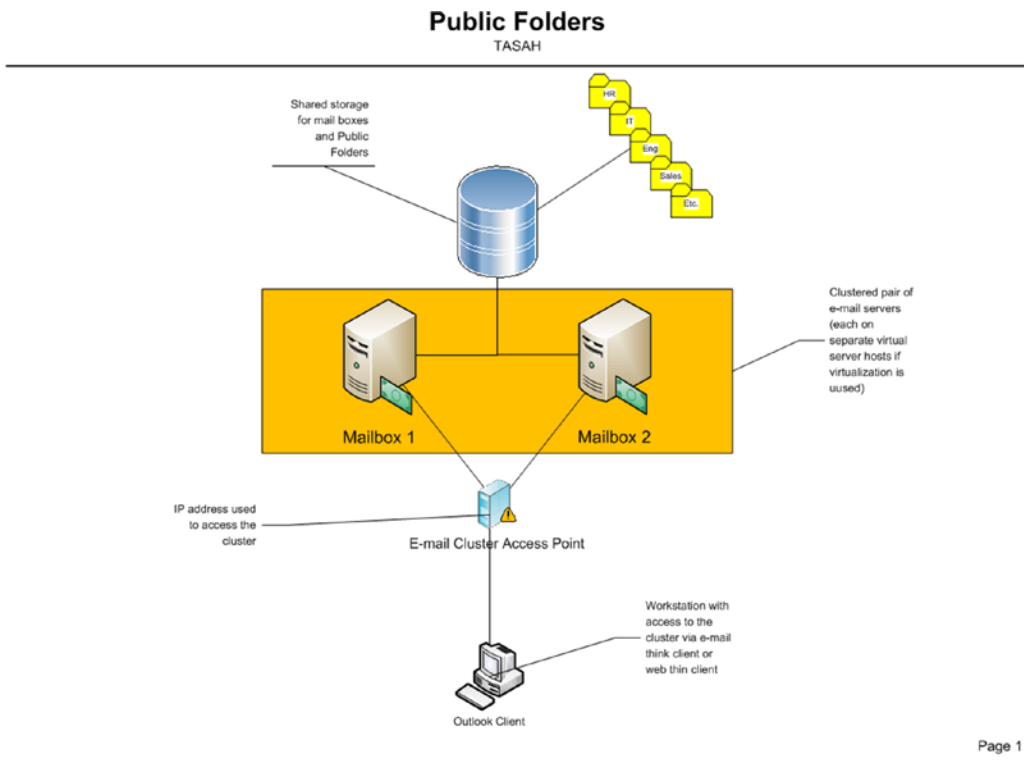 Public Folders
TASAH
Shared storage
for mail boxes
and Public
Folders
HR
IT
Eng
Sales
Etc.
Clustered pair of
e-mail servers
(each on
separate virtual
server hosts if
virtualization is
uused)
Mailbox 1
Mailbox 2
IP address used
to access the
cluster
E-mail Cluster Access Point
Workstation with
access to the
cluster via e-mail
think client or
web thin client
Outlook Client
Page 1